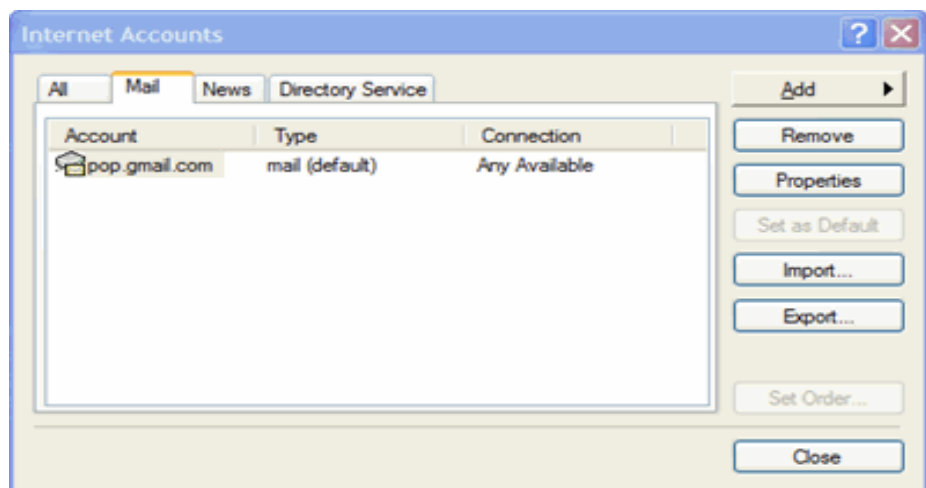 Internet Accounts
All Mail News Directory Service
Add
Account Type Connection
Remove
pop.gmail.com mail (default) Any Available
Properties
Set as Default
Import...
Export...
Set Order...
Close